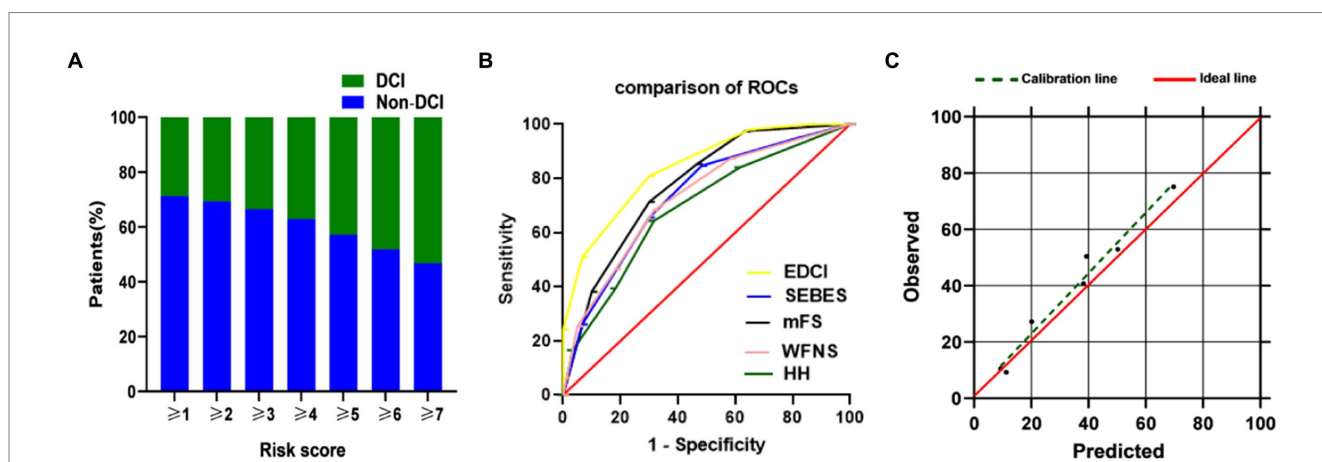 A
DCI
Non-DCI
Patients(%)
100
80
60
40
20
0
⩾1 ⩾2 ⩾3 ⩾4 ⩾5 ⩾6 ⩾7
Risk score
B
comparison of ROCs
Sensitivity
100
80
60
40
20
0
EDCI
SEBES
mFS
WFNS
HH
0 20 40 60 80 100
1 - Specificity
C
Calibration line Ideal line
Observed
100
80
60
40
20
0
0 20 40 60 80 100
Predicted